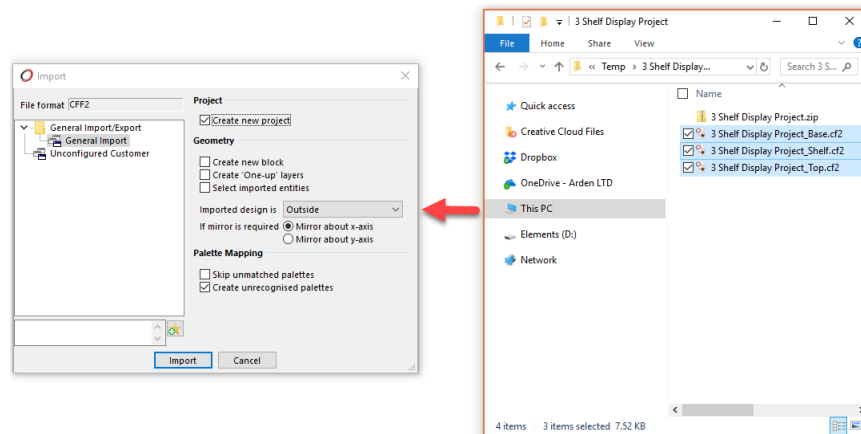 Import
File format CFF2
General Import/Export
General Import
Unconfigured Customer
Project
Create new project
Geometry
Create new block
Create 'One-up' layers
Select imported entities
Imported design is Outside
If mirror is required Mirror about x-axis
Mirror about y-axis
Palette Mapping
Skip unmatched palettes
Create unrecognised palettes
Import Cancel
3 Shelf Display Project
File Home Share View
« Temp > 3 Shelf Display... Search 3 S...
Quick access
Creative Cloud Files
Dropbox
OneDrive - Arden LTD
This PC
Elements (D:)
Network
Name
3 Shelf Display Project.zip
3 Shelf Display Project_Base.cf2
3 Shelf Display Project_Shelf.cf2
3 Shelf Display Project_Top.cf2
4 items 3 items selected 7.52 KB